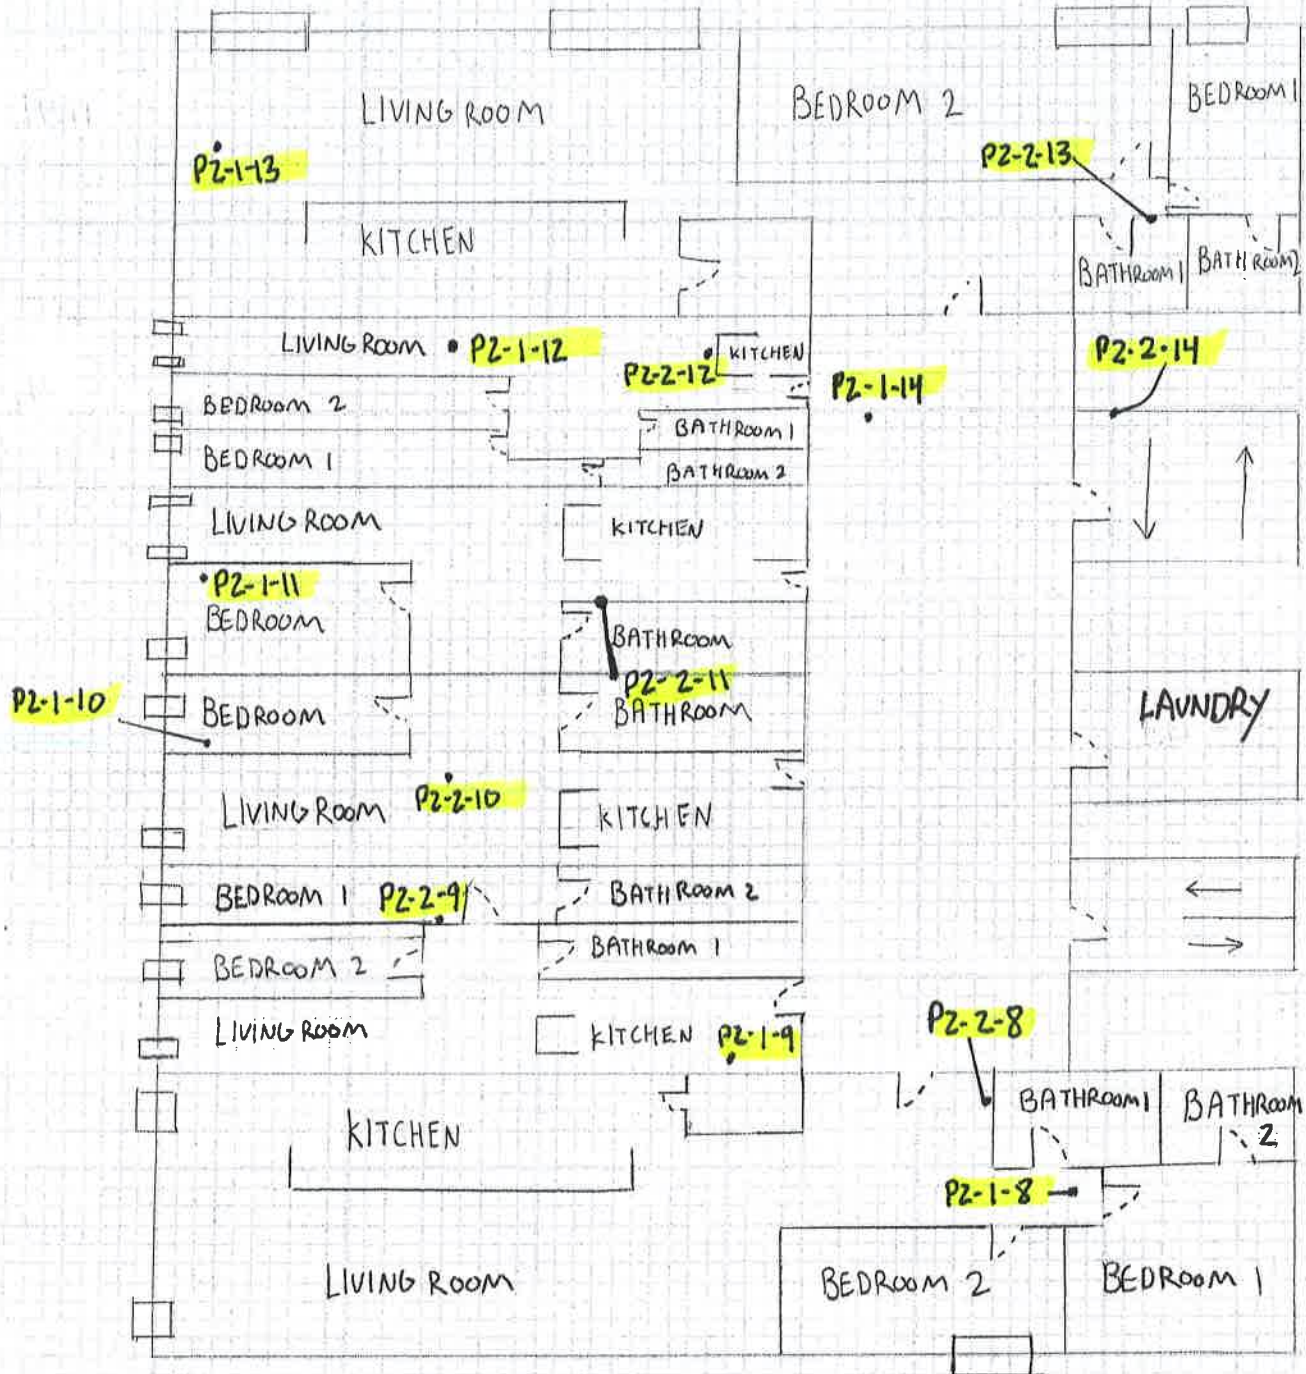 LIVING ROOM
BEDROOM 2
BEDROOM 1
P2-1-13
P2-2-13
KITCHEN
BATHROOM 1
BATHROOM 2
LIVING ROOM
P2-1-12
P2-2-12
KITCHEN
P2-1-14
P2-2-14
BEDROOM 2
BATHROOM 1
BEDROOM 1
BATHROOM 2
LIVING ROOM
KITCHEN
P2-1-11
BEDROOM
BATHROOM
P2-2-11
P2-1-10
BEDROOM
BATHROOM
LAUNDRY
LIVING ROOM
P2-2-10
KITCHEN
BEDROOM 1
P2-2-9
BATHROOM 2
BEDROOM 2
BATHROOM 1
LIVING ROOM
KITCHEN
P2-1-9
P2-2-8
KITCHEN
BATHROOM 1
BATHROOM
2
P2-1-8
LIVING ROOM
BEDROOM 2
BEDROOM 1